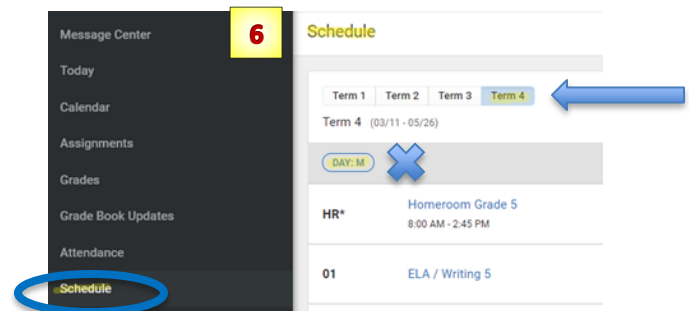 Message Center
6
Schedule
Today
Calendar
Assignments
Grades
Grade Book Updates
Attendance
Schedule
Term 1 Term 2 Term 3 Term 4
Term 4 (03/11 - 05/26)
DAY: M
HR* Homeroom Grade 5
8:00 AM - 2:45 PM
01 ELA / Writing 5